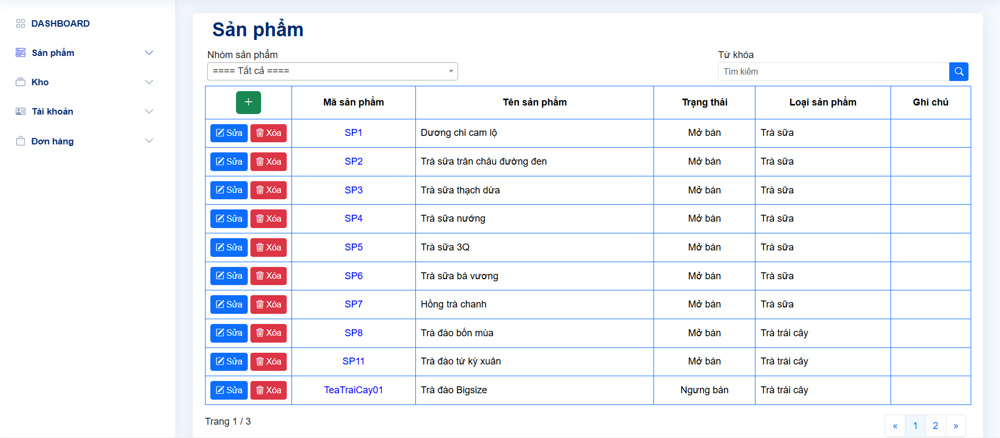 DASHBOARD
Sản phẩm
Kho
Tài khoản
Đơn hàng
Sản phẩm
Nhóm sản phẩm
==== Tất cả ====
Từ khóa
Tìm kiếm
+ Mã sản phẩm Tên sản phẩm Trạng thái Loại sản phẩm Ghi chú
Sửa Xóa SP1 Dương chi cam lộ Mở bán Trà sữa
Sửa Xóa SP2 Trà sữa trân châu đường đen Mở bán Trà sữa
Sửa Xóa SP3 Trà sữa thạch dừa Mở bán Trà sữa
Sửa Xóa SP4 Trà sữa nướng Mở bán Trà sữa
Sửa Xóa SP5 Trà sữa 3Q Mở bán Trà sữa
Sửa Xóa SP6 Trà sữa bá vương Mở bán Trà sữa
Sửa Xóa SP7 Hồng trà chanh Mở bán Trà sữa
Sửa Xóa SP8 Trà đào bốn mùa Mở bán Trà trái cây
Sửa Xóa SP11 Trà đào tứ kỳ xuân Mở bán Trà trái cây
Sửa Xóa TeaTraiCay01 Trà đào Bigsize Ngưng bán Trà trái cây
Trang 1 / 3
« 1 2 »